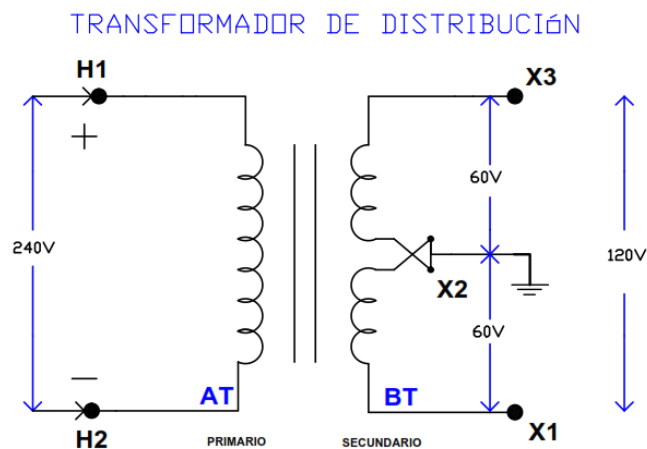 TRANSFORMADOR DE DISTRIBUCIóN
H1
X3
+
60V
240V
120V
X2
60V
−
AT
BT
H2
PRIMARIO
SECUNDARIO
X1